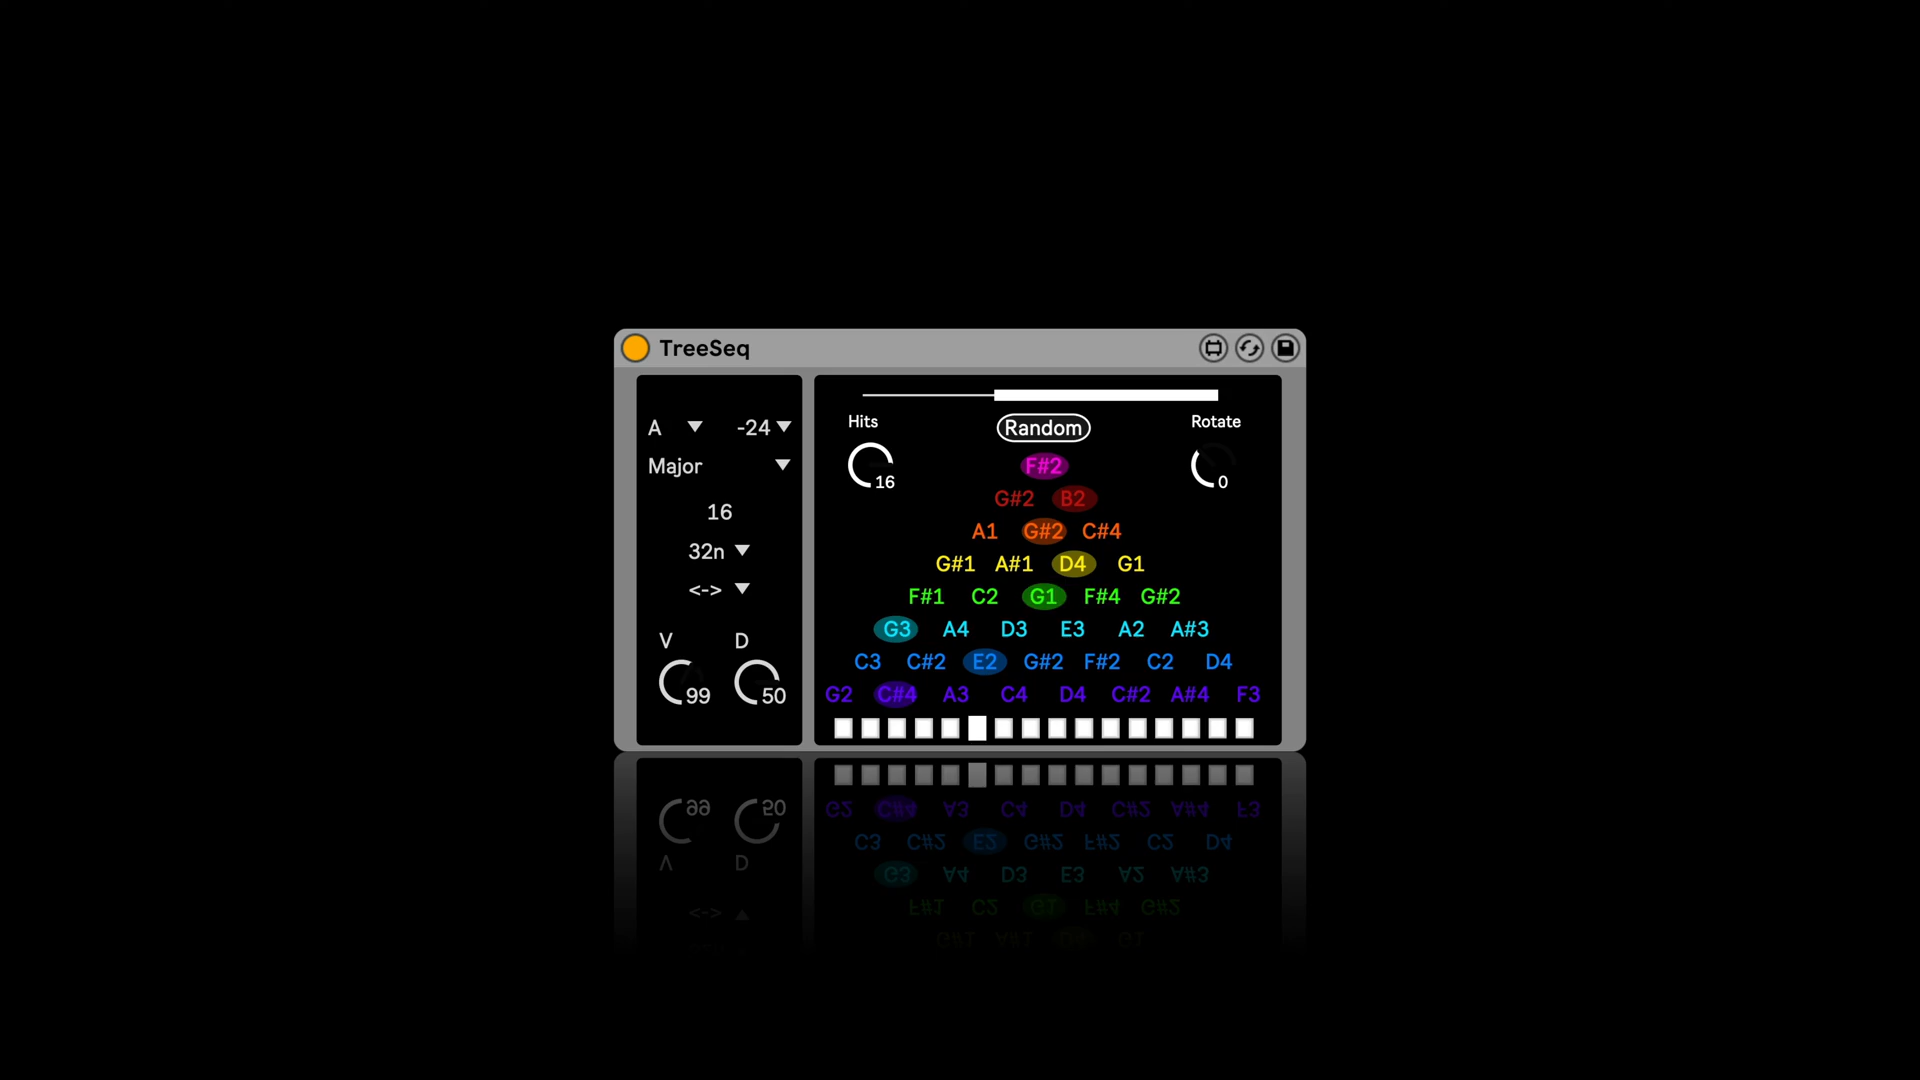 TreeSeq
A -24
Major
16
32n
<->
V D
99 50
Hits Random Rotate
16 0
F#2
G#2 B2
A1 G#2 C#4
G#1 A#1 D4 G1
F#1 C2 G1 F#4 G#2
G3 A4 D3 E3 A2 A#3
C3 C#2 E2 G#2 F#2 C2 D4
G2 C#4 A3 C4 D4 C#2 A#4 F3